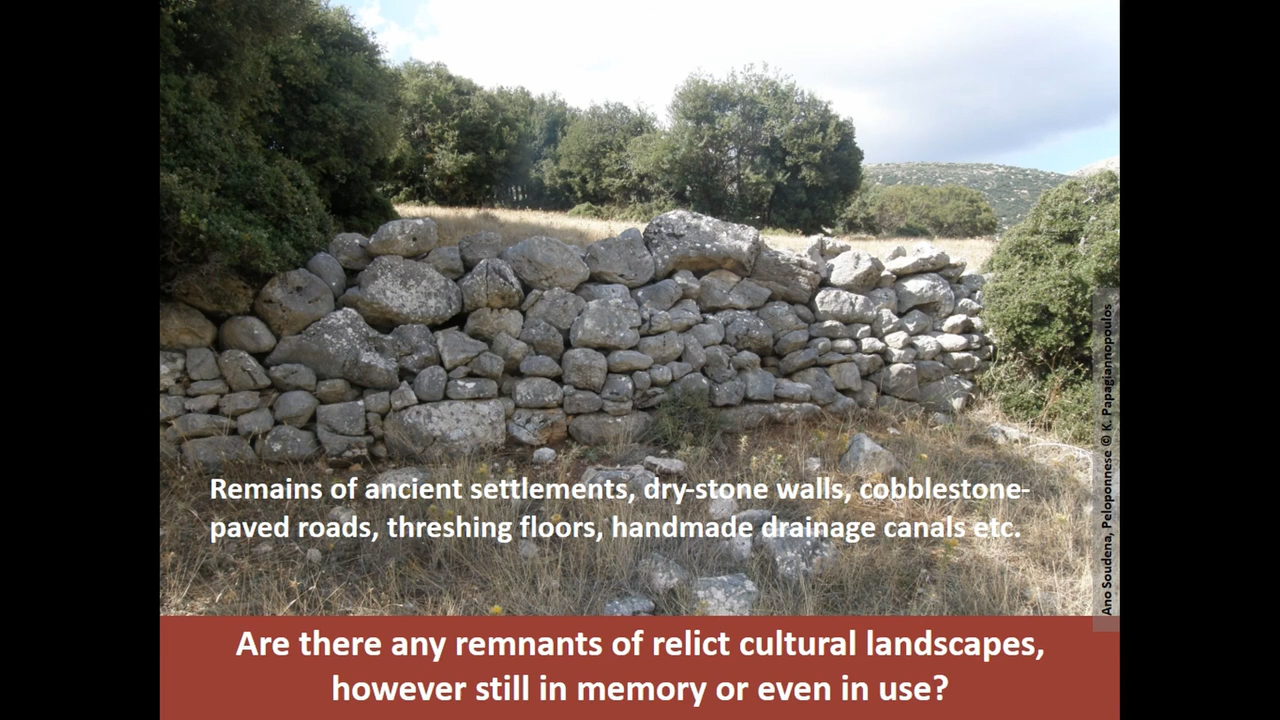 Remains of ancient settlements, dry-stone walls, cobblestone-
paved roads, threshing floors, handmade drainage canals etc.
Ano Soudena, Peloponnese © K. Papagiannopoulos
Are there any remnants of relict cultural landscapes,
however still in memory or even in use?